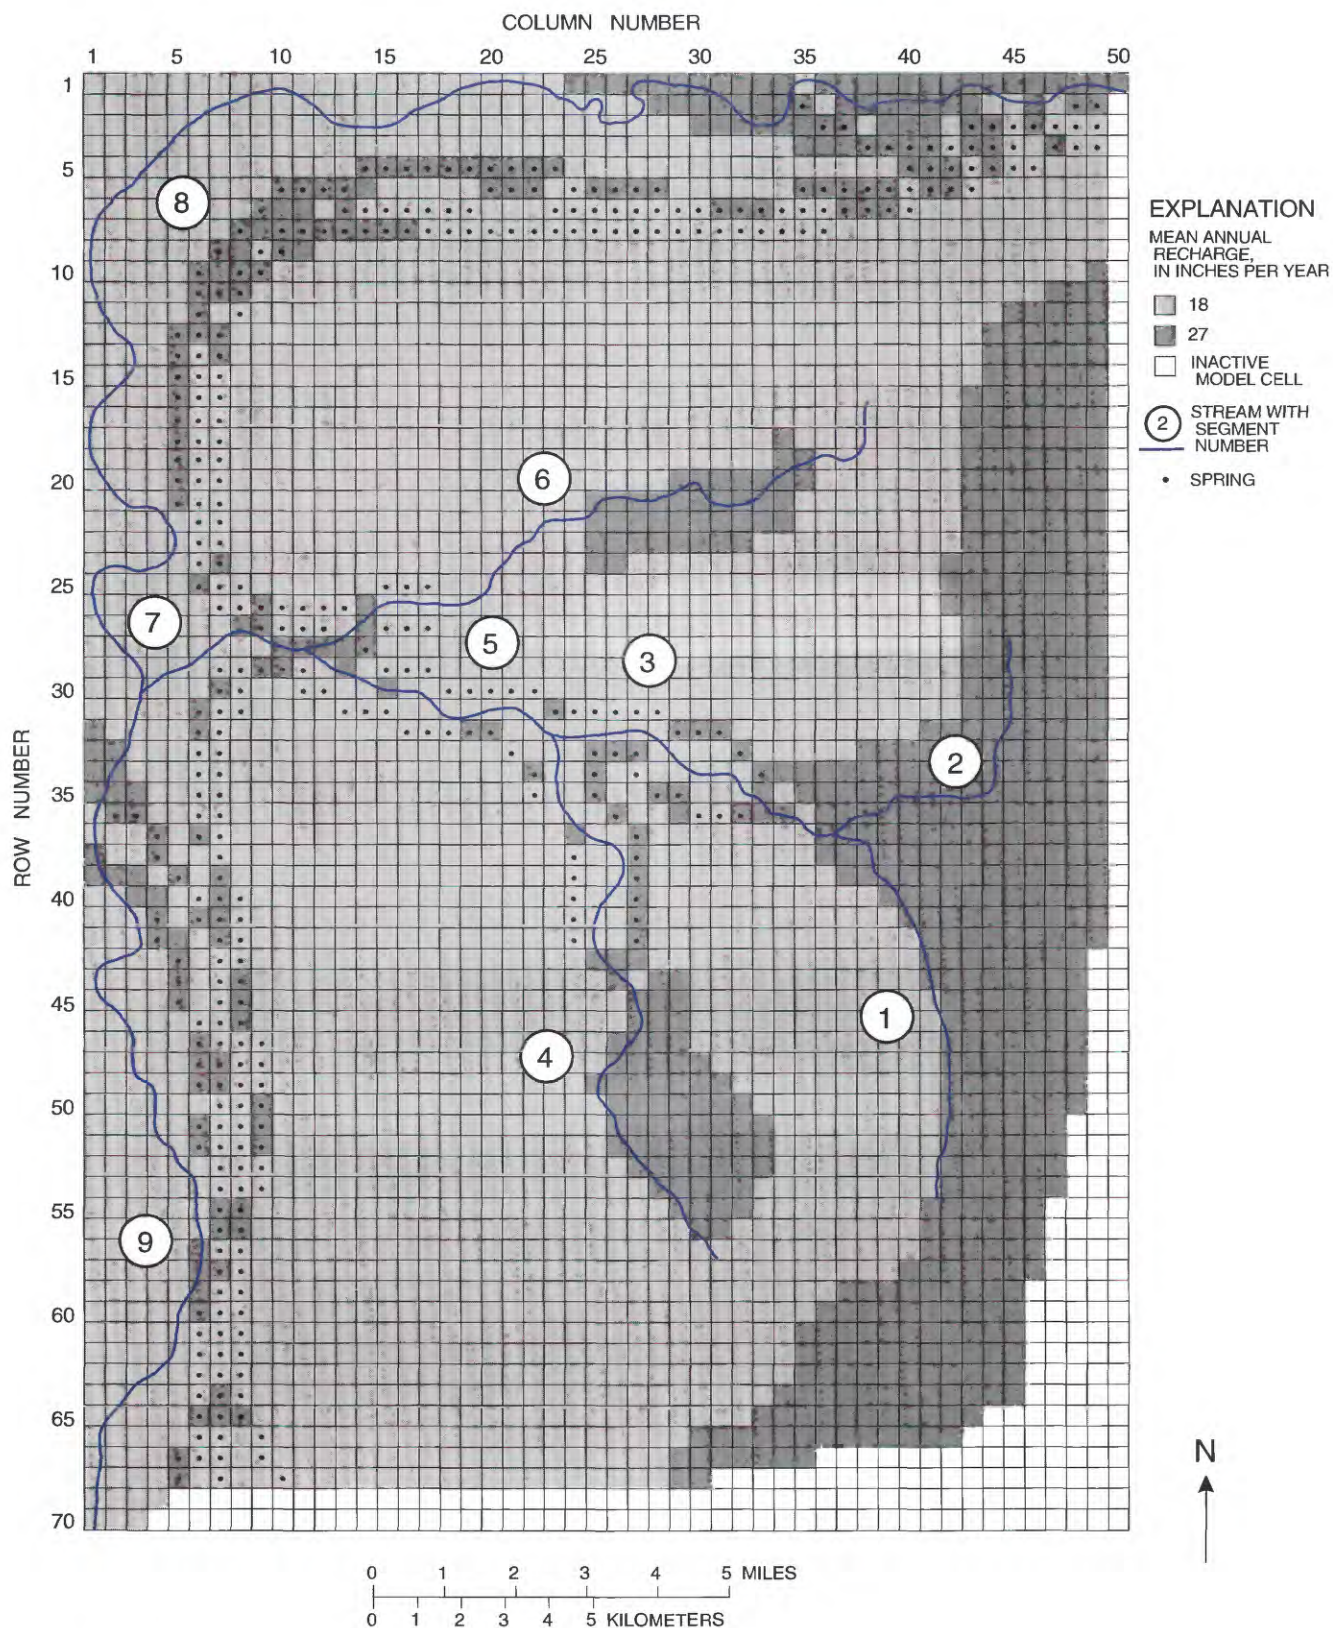 COLUMN NUMBER
1 5 10 15 20 25 30 35 40 45 50
1
5
10
15
20
25
30
35
40
45
50
55
60
65
70
ROW NUMBER
8
6
7
5
3
2
1
4
9
EXPLANATION
MEAN ANNUAL
RECHARGE,
IN INCHES PER YEAR
18
27
INACTIVE
MODEL CELL
2 STREAM WITH
SEGMENT
NUMBER
SPRING
N
0 1 2 3 4 5 MILES
0 1 2 3 4 5 KILOMETERS